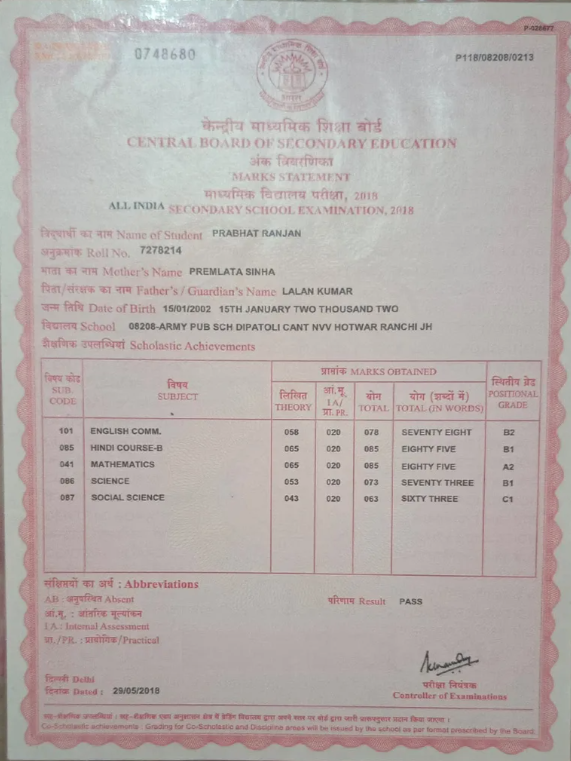 P-325877
0748680
P118/08208/0213
भारत
केन्द्रीय माध्यमिक शिक्षा बोर्ड
CENTRAL BOARD OF SECONDARY EDUCATION
अंक विवरणिका
MARKS STATEMENT
माध्यमिक विद्यालय परीक्षा, 2018
ALL INDIA SECONDARY SCHOOL EXAMINATION, 2018
विद्यार्थी का नाम Name of Student PRABHAT RANJAN
अनुक्रमांक Roll No. 7278214
माता का नाम Mother's Name PREMLATA SINHA
पिता/संरक्षक का नाम Father's / Guardian's Name LALAN KUMAR
जन्म तिथि Date of Birth 15/01/2002 15TH JANUARY TWO THOUSAND TWO
विद्यालय School 08208-ARMY PUB SCH DIPATOLI CANT NVV HOTWAR RANCHI JH
शैक्षणिक उपलब्धियां Scholastic Achievements
विषय कोड SUB. CODE विषय SUBJECT प्राप्तांक MARKS OBTAINED स्थितीय ग्रेड POSITIONAL GRADE
लिखित THEORY आं.मू. I.A/ प्रा. PR. योग TOTAL योग (शब्दों में) TOTAL (IN WORDS)
101 ENGLISH COMM. 058 020 078 SEVENTY EIGHT B2
085 HINDI COURSE-B 065 020 085 EIGHTY FIVE B1
041 MATHEMATICS 065 020 085 EIGHTY FIVE A2
086 SCIENCE 053 020 073 SEVENTY THREE B1
087 SOCIAL SCIENCE 043 020 063 SIXTY THREE C1
संक्षिप्तियों का अर्थ : Abbreviations
AB : अनुपस्थित Absent
परिणाम Result PASS
आं.मू. : आंतरिक मूल्यांकन
I.A.: Internal Assessment
प्रा./PR. : प्रायोगिक/Practical
दिल्ली Delhi
दिनांक Dated : 29/05/2018
परीक्षा नियंत्रक
Controller of Examinations
Co-Scholastic achievements : Grading for Co-Scholastic and Discipline areas will be issued by the school as per format prescribed by the Board.